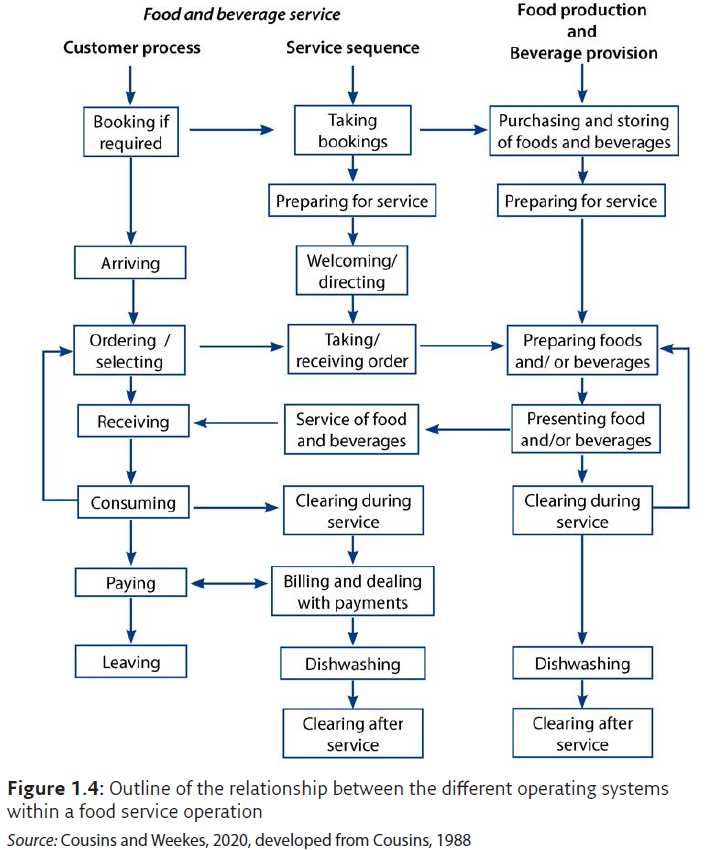 Food and beverage service
Food production
and
Beverage provision
Customer process
Service sequence
Booking if
required
Taking
bookings
Purchasing and storing
of foods and beverages
Preparing for service
Preparing for service
Arriving
Welcoming/
directing
Ordering /
selecting
Taking/
receiving order
Preparing foods
and/ or beverages
Receiving
Service of food
and beverages
Presenting food
and/or beverages
Consuming
Clearing during
service
Clearing during
service
Paying
Billing and dealing
with payments
Leaving
Dishwashing
Dishwashing
Clearing after
service
Clearing after
service
Figure 1.4: Outline of the relationship between the different operating systems
within a food service operation
Source: Cousins and Weekes, 2020, developed from Cousins, 1988